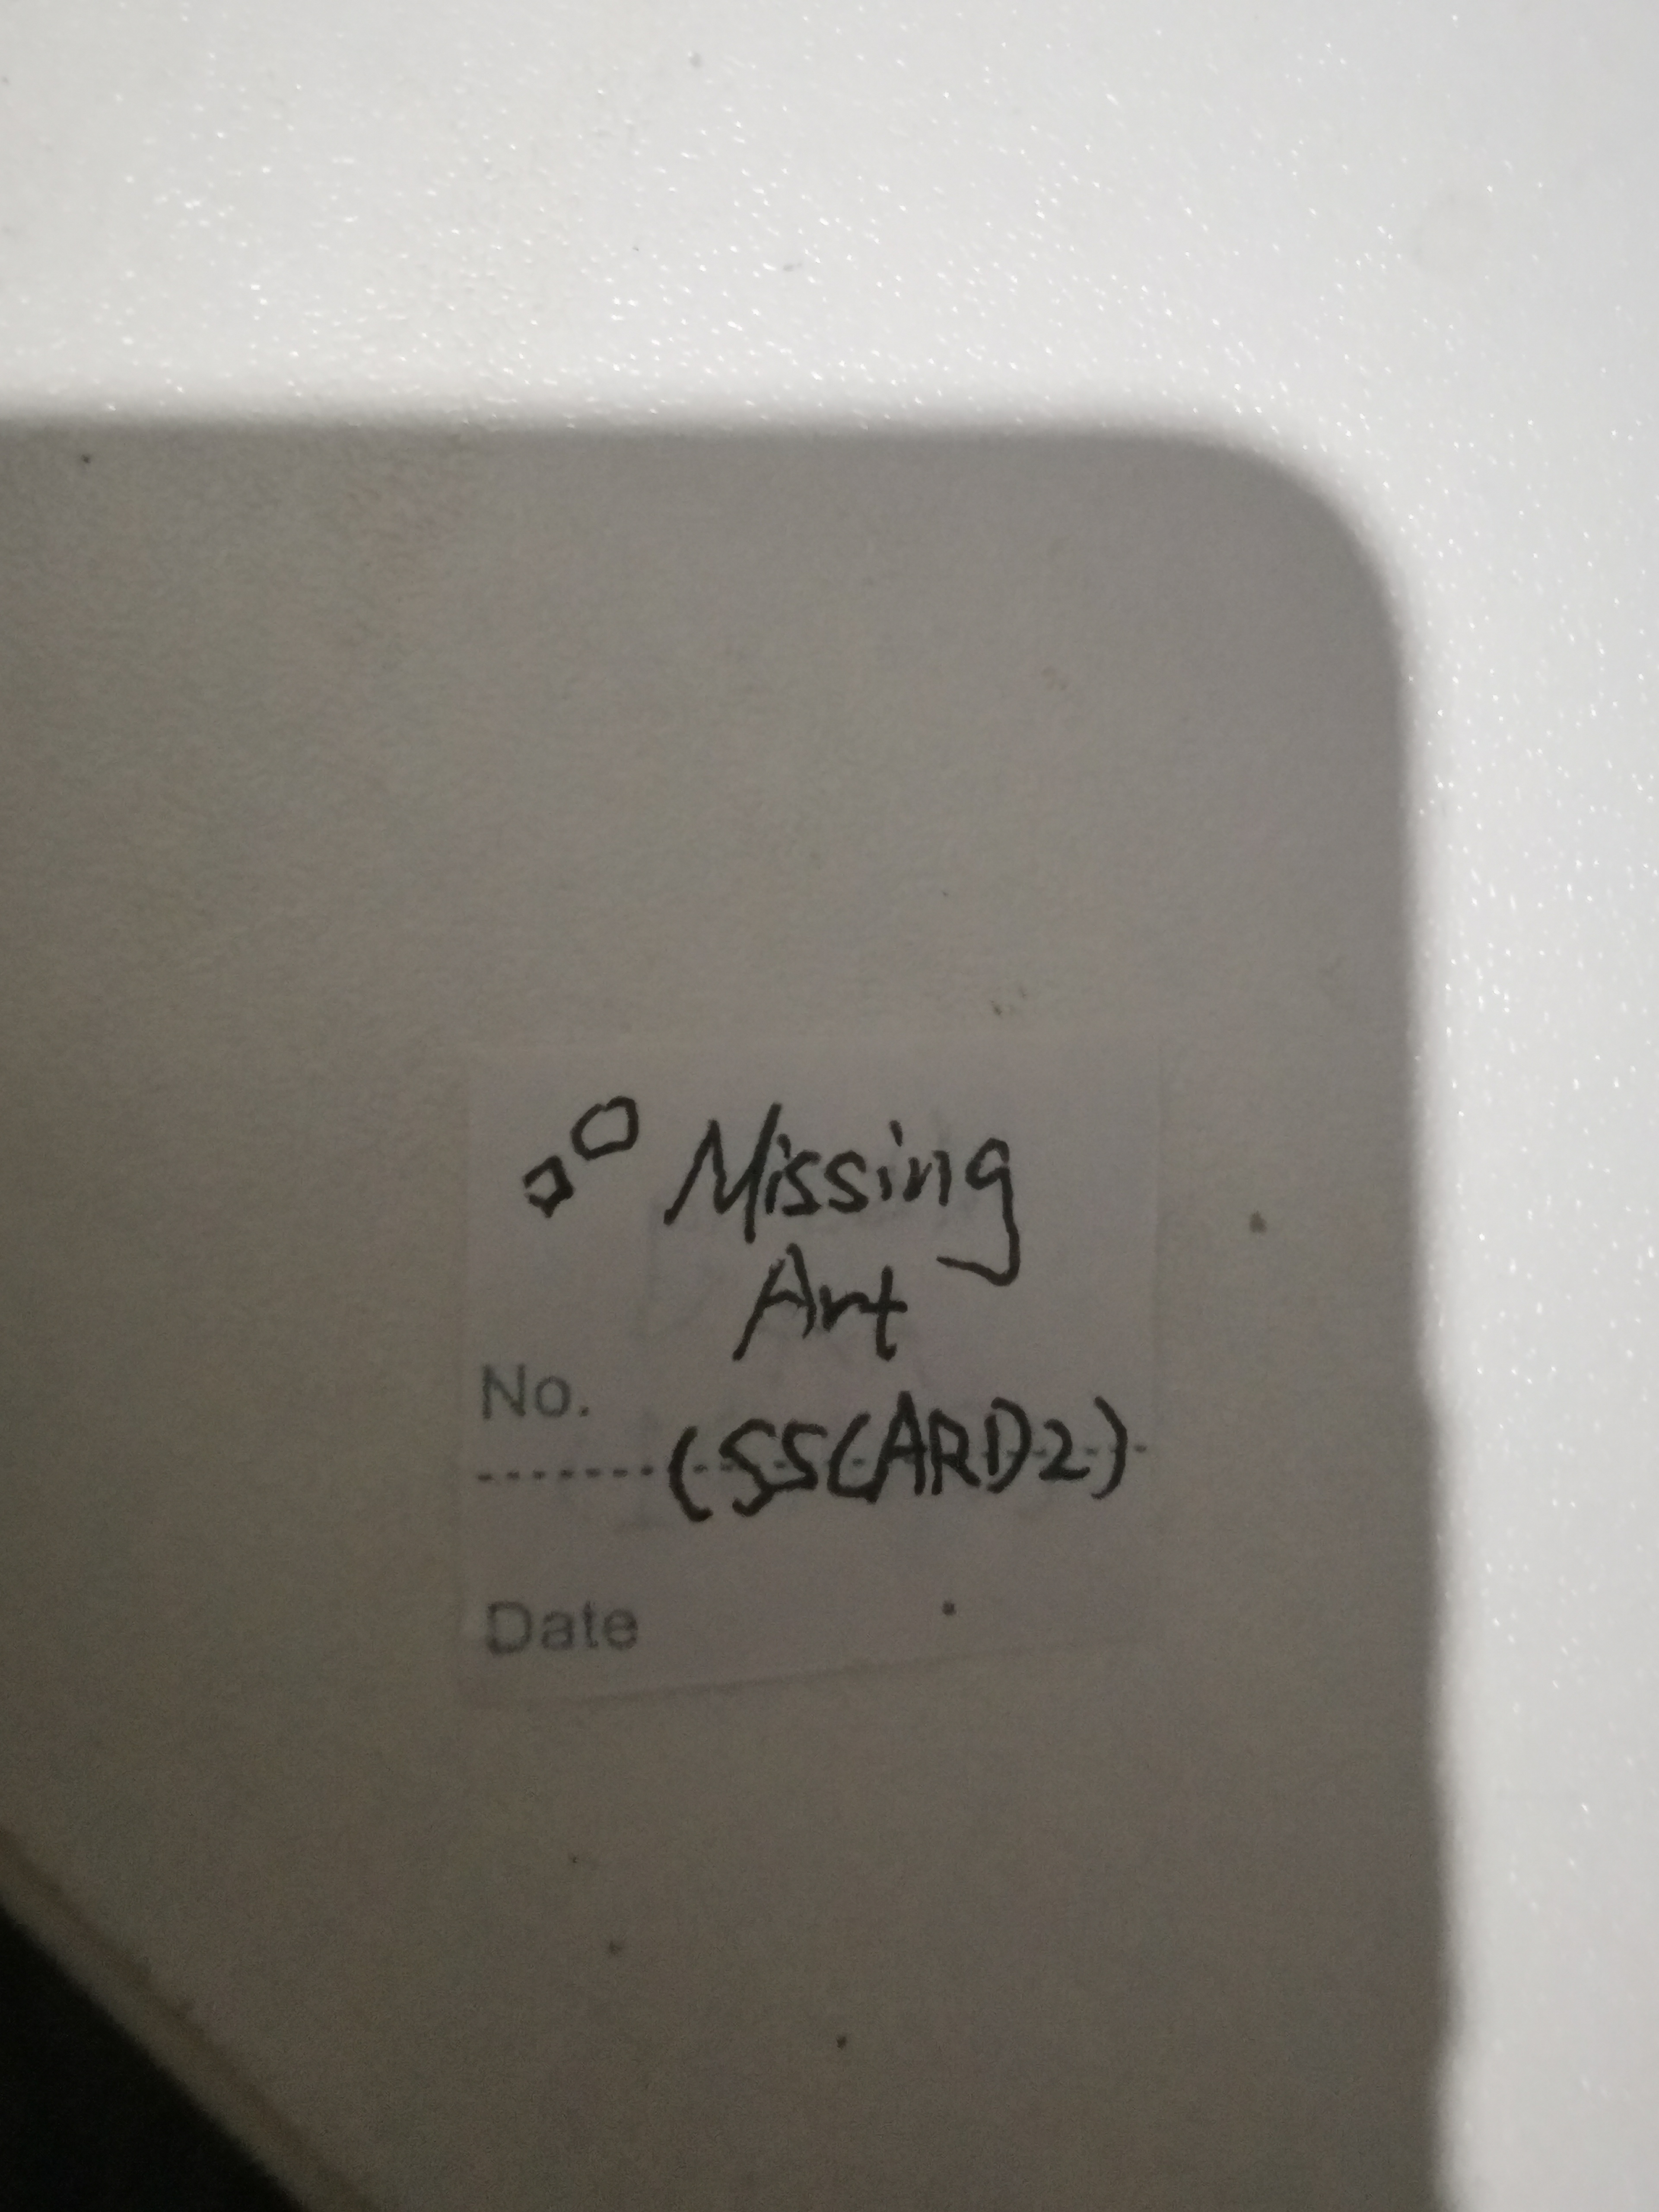 Missing
Art
No.
(SSCARD2)
Date